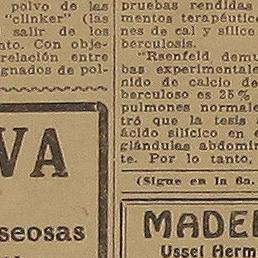 polvo de las
"clinker" (las
salir de los
nto. Con obje-
relación entre
gnados de pol-
VA
seosas
pruebas rendidas
mentos terapéutic
nes de cal y sílice
berculosis.
"Rsenfeld, demu
bas experimentale
nido de calcio de
berculoso es 25%
pulmones normale
tró que la tesis
ácido silícico en e
glándulas abdomin
te. Por lo tanto,
(Sigue en la 6a.
MADE
Ussel Herm